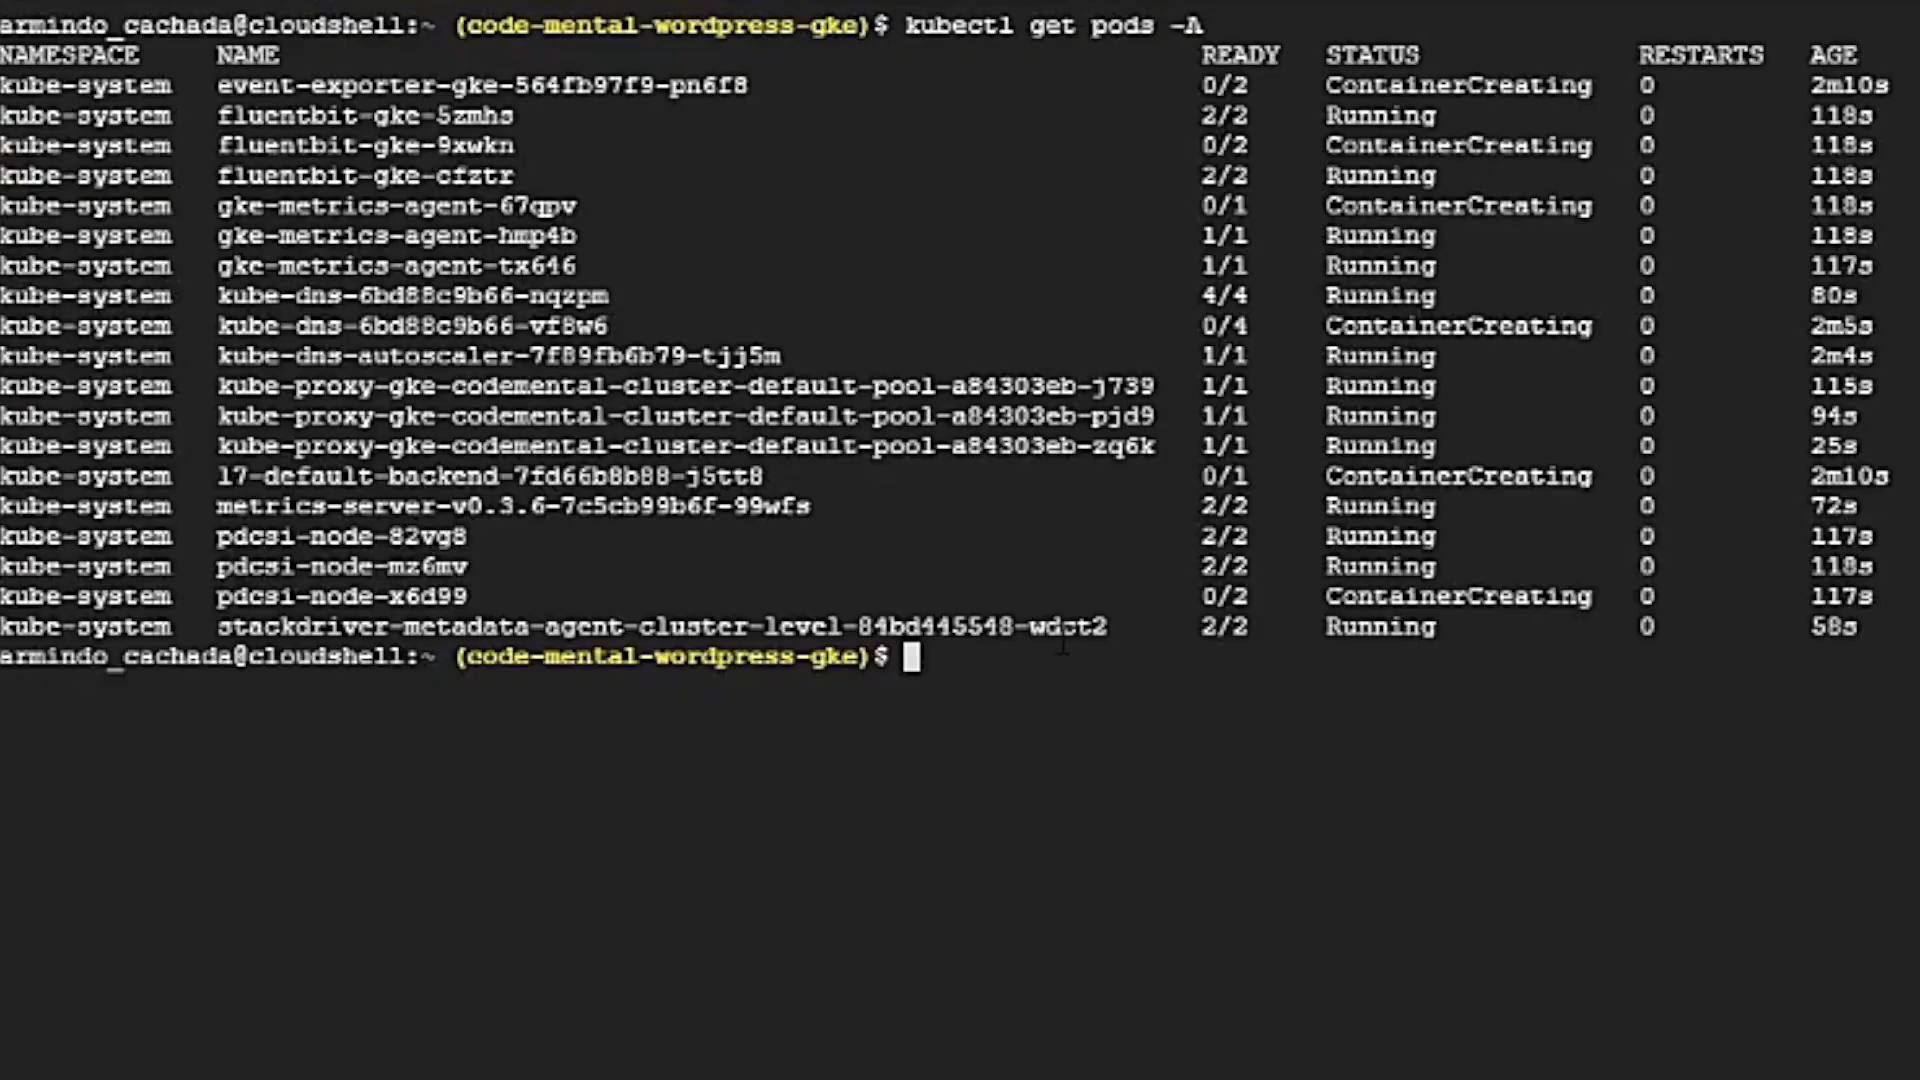 armindo_cachada@cloudshell:~ (code-mental-wordpress-gke)$ kubectl get pods -A
NAMESPACE NAME READY STATUS RESTARTS AGE
kube-system event-exporter-gke-564fb97f9-pn6f8 0/2 ContainerCreating 0 2m10s
kube-system fluentbit-gke-5zmhs 2/2 Running 0 118s
kube-system fluentbit-gke-9xwkn 0/2 ContainerCreating 0 118s
kube-system fluentbit-gke-cfztr 2/2 Running 0 118s
kube-system gke-metrics-agent-67qpv 0/1 ContainerCreating 0 118s
kube-system gke-metrics-agent-hmp4b 1/1 Running 0 118s
kube-system gke-metrics-agent-tx646 1/1 Running 0 117s
kube-system kube-dns-6bd88c9b66-nqzpm 4/4 Running 0 80s
kube-system kube-dns-6bd88c9b66-vf8w6 0/4 ContainerCreating 0 2m5s
kube-system kube-dns-autoscaler-7f89fb6b79-tjj5m 1/1 Running 0 2m4s
kube-system kube-proxy-gke-codemental-cluster-default-pool-a84303eb-j739 1/1 Running 0 115s
kube-system kube-proxy-gke-codemental-cluster-default-pool-a84303eb-pjd9 1/1 Running 0 94s
kube-system kube-proxy-gke-codemental-cluster-default-pool-a84303eb-zq6k 1/1 Running 0 25s
kube-system l7-default-backend-7fd66b8b88-j5tt8 0/1 ContainerCreating 0 2m10s
kube-system metrics-server-v0.3.6-7c5cb99b6f-99wfs 2/2 Running 0 72s
kube-system pdcsi-node-82vg8 2/2 Running 0 117s
kube-system pdcsi-node-mz6mv 2/2 Running 0 118s
kube-system pdcsi-node-x6d99 0/2 ContainerCreating 0 117s
kube-system stackdriver-metadata-agent-cluster-level-84bd445548-wdct2 2/2 Running 0 58s
armindo_cachada@cloudshell:~ (code-mental-wordpress-gke)$